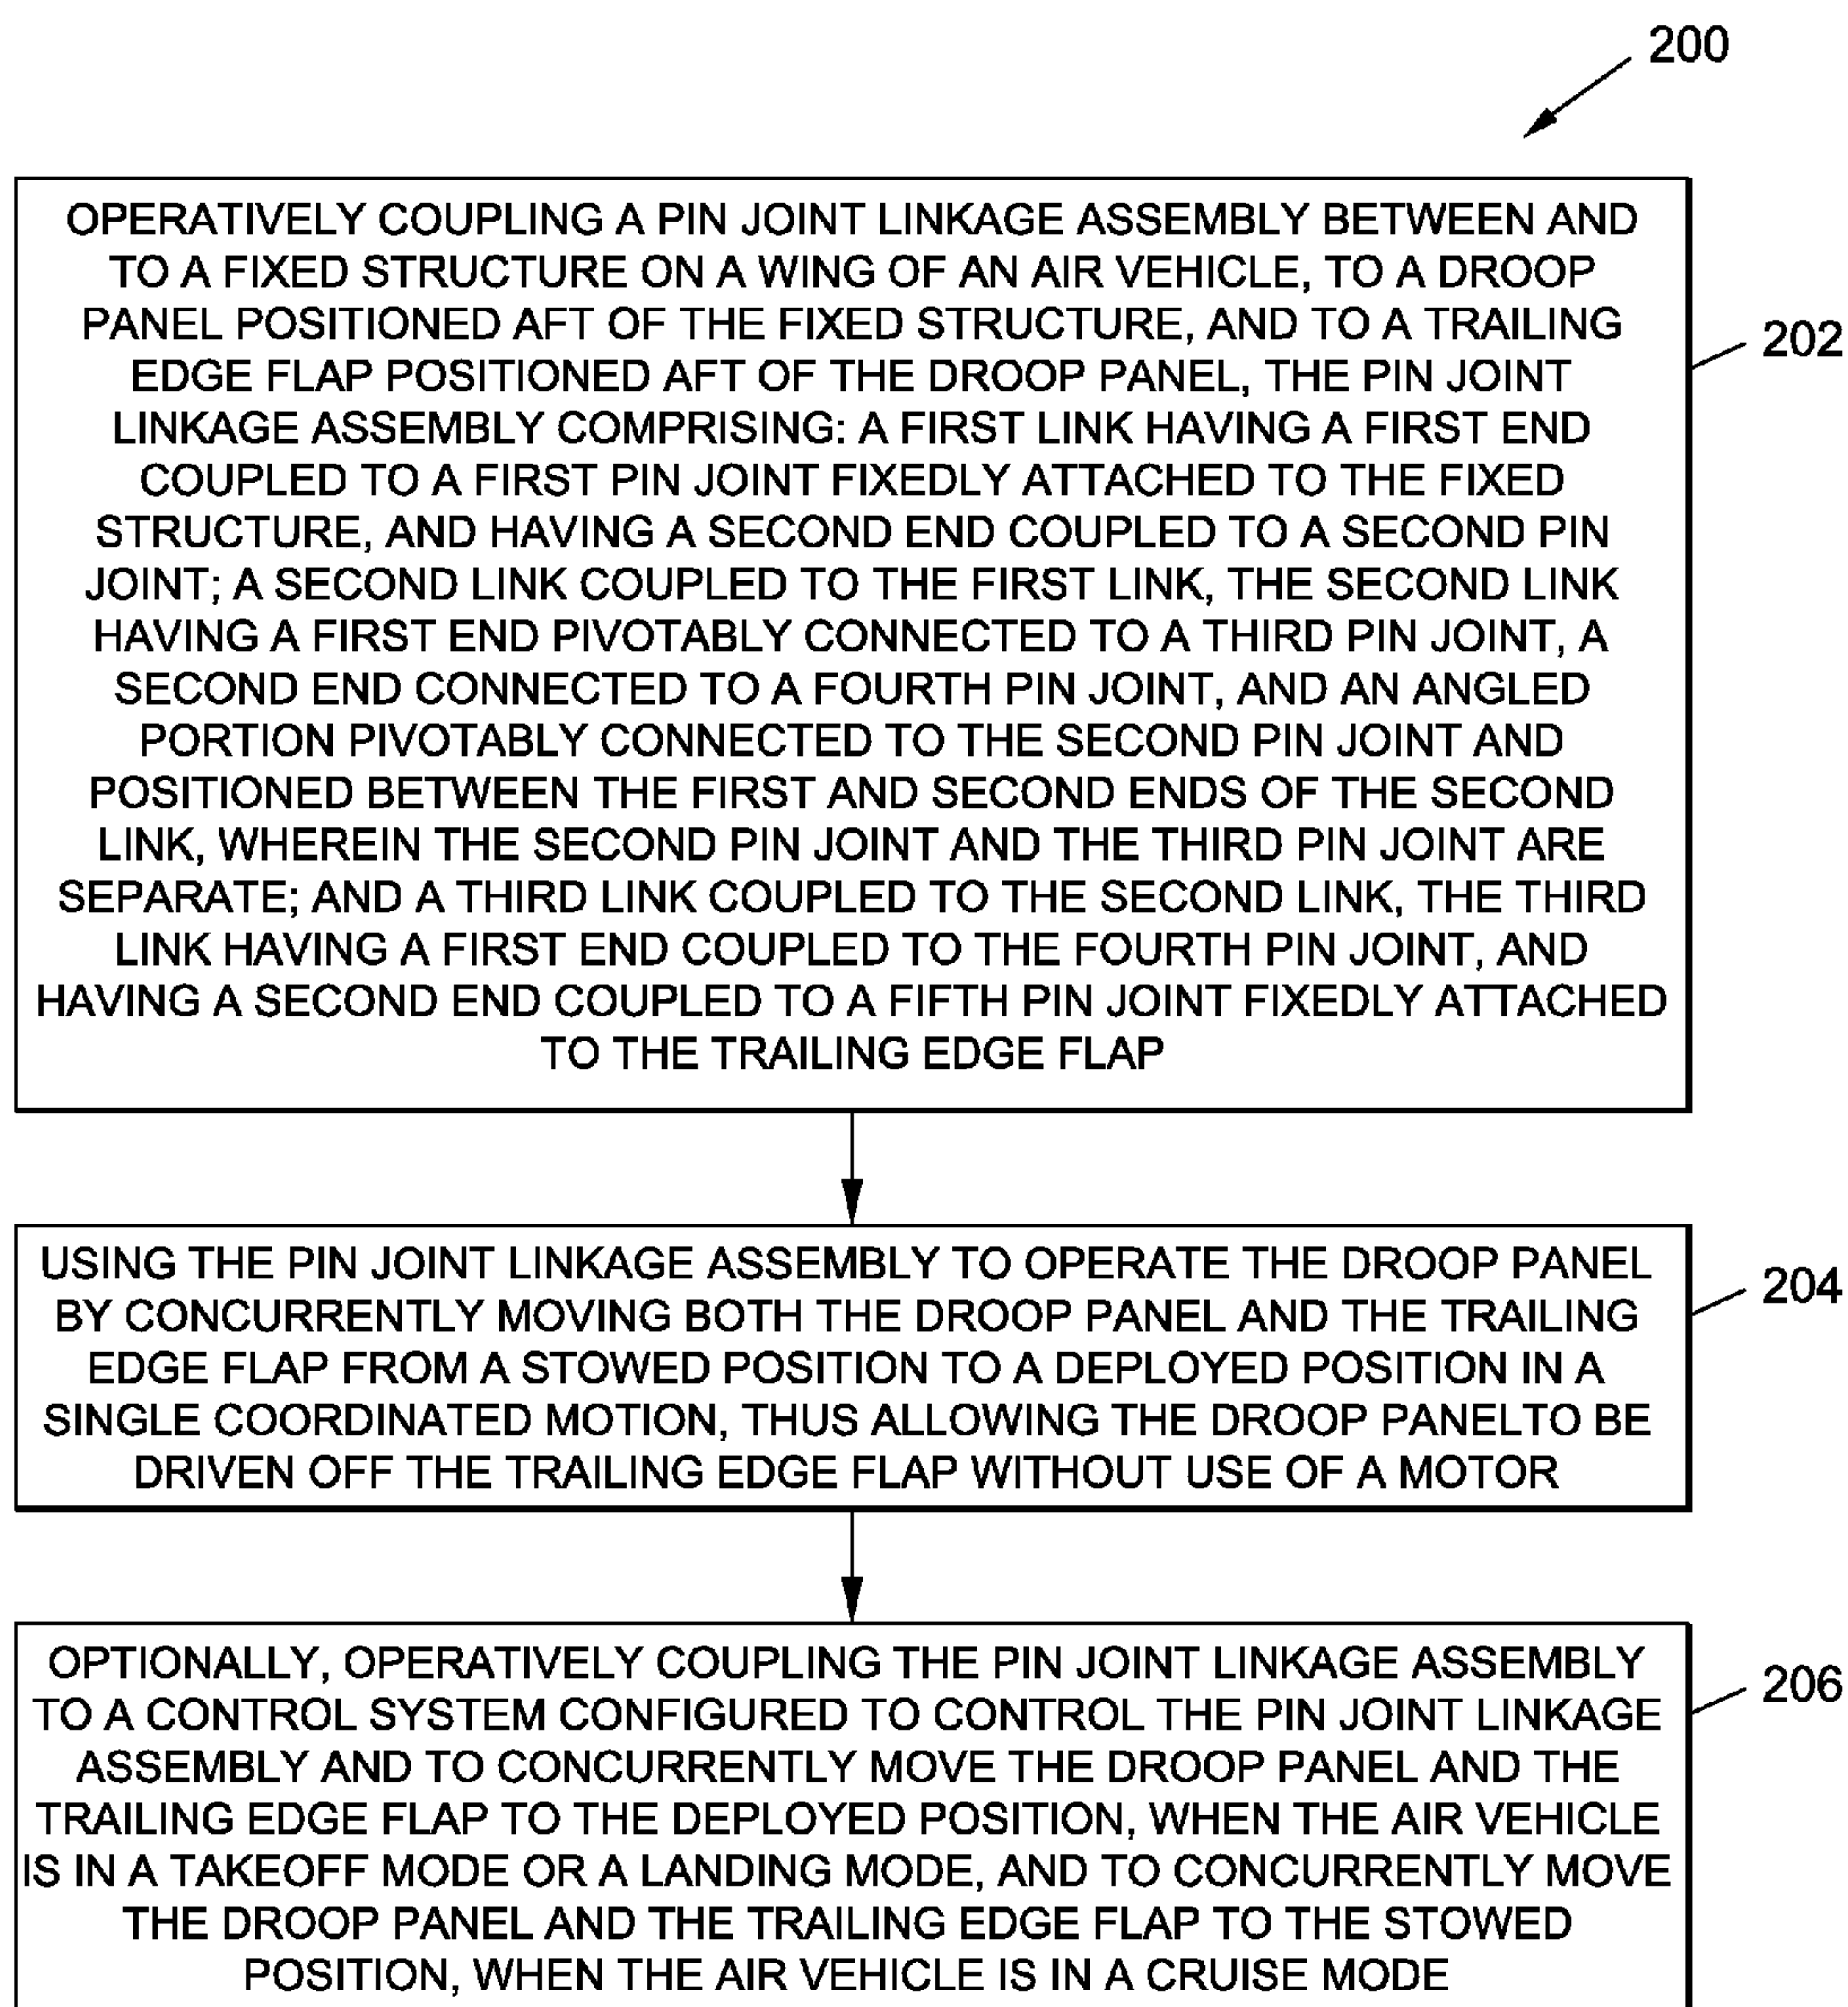 200
OPERATIVELY COUPLING A PIN JOINT LINKAGE ASSEMBLY BETWEEN AND
TO A FIXED STRUCTURE ON A WING OF AN AIR VEHICLE, TO A DROOP
PANEL POSITIONED AFT OF THE FIXED STRUCTURE, AND TO A TRAILING
EDGE FLAP POSITIONED AFT OF THE DROOP PANEL, THE PIN JOINT
LINKAGE ASSEMBLY COMPRISING: A FIRST LINK HAVING A FIRST END
COUPLED TO A FIRST PIN JOINT FIXEDLY ATTACHED TO THE FIXED
STRUCTURE, AND HAVING A SECOND END COUPLED TO A SECOND PIN
JOINT; A SECOND LINK COUPLED TO THE FIRST LINK, THE SECOND LINK
HAVING A FIRST END PIVOTABLY CONNECTED TO A THIRD PIN JOINT, A
SECOND END CONNECTED TO A FOURTH PIN JOINT, AND AN ANGLED
PORTION PIVOTABLY CONNECTED TO THE SECOND PIN JOINT AND
POSITIONED BETWEEN THE FIRST AND SECOND ENDS OF THE SECOND
LINK, WHEREIN THE SECOND PIN JOINT AND THE THIRD PIN JOINT ARE
SEPARATE; AND A THIRD LINK COUPLED TO THE SECOND LINK, THE THIRD
LINK HAVING A FIRST END COUPLED TO THE FOURTH PIN JOINT, AND
HAVING A SECOND END COUPLED TO A FIFTH PIN JOINT FIXEDLY ATTACHED
TO THE TRAILING EDGE FLAP
202
USING THE PIN JOINT LINKAGE ASSEMBLY TO OPERATE THE DROOP PANEL
BY CONCURRENTLY MOVING BOTH THE DROOP PANEL AND THE TRAILING
EDGE FLAP FROM A STOWED POSITION TO A DEPLOYED POSITION IN A
SINGLE COORDINATED MOTION, THUS ALLOWING THE DROOP PANELTO BE
DRIVEN OFF THE TRAILING EDGE FLAP WITHOUT USE OF A MOTOR
204
OPTIONALLY, OPERATIVELY COUPLING THE PIN JOINT LINKAGE ASSEMBLY
TO A CONTROL SYSTEM CONFIGURED TO CONTROL THE PIN JOINT LINKAGE
ASSEMBLY AND TO CONCURRENTLY MOVE THE DROOP PANEL AND THE
TRAILING EDGE FLAP TO THE DEPLOYED POSITION, WHEN THE AIR VEHICLE
IS IN A TAKEOFF MODE OR A LANDING MODE, AND TO CONCURRENTLY MOVE
THE DROOP PANEL AND THE TRAILING EDGE FLAP TO THE STOWED
POSITION, WHEN THE AIR VEHICLE IS IN A CRUISE MODE
206